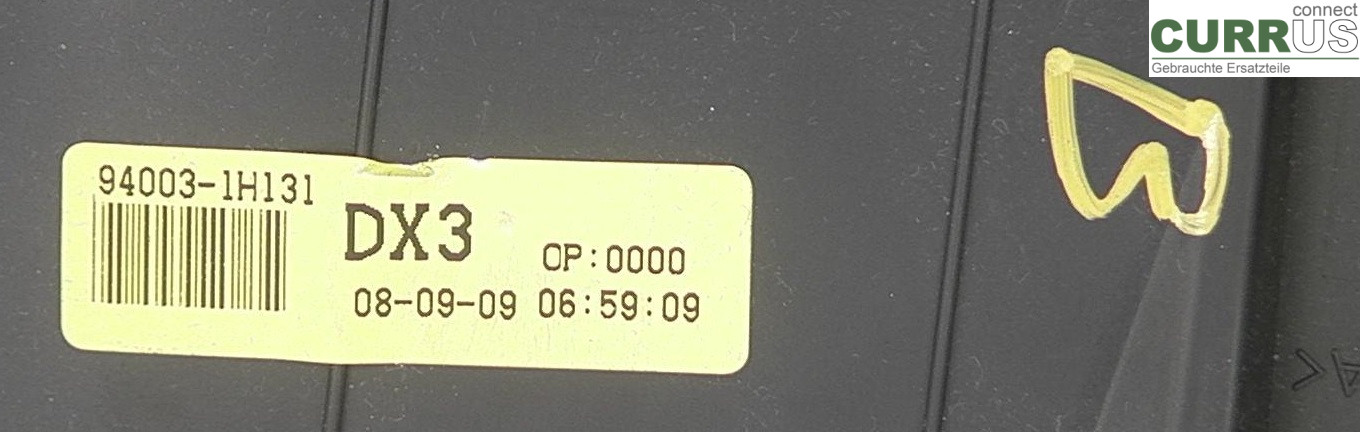 connect
CURRUS
Gebrauchte Ersatzteile
94003-1H131
DX3
OP:0000
08-09-09 06:59:09
B